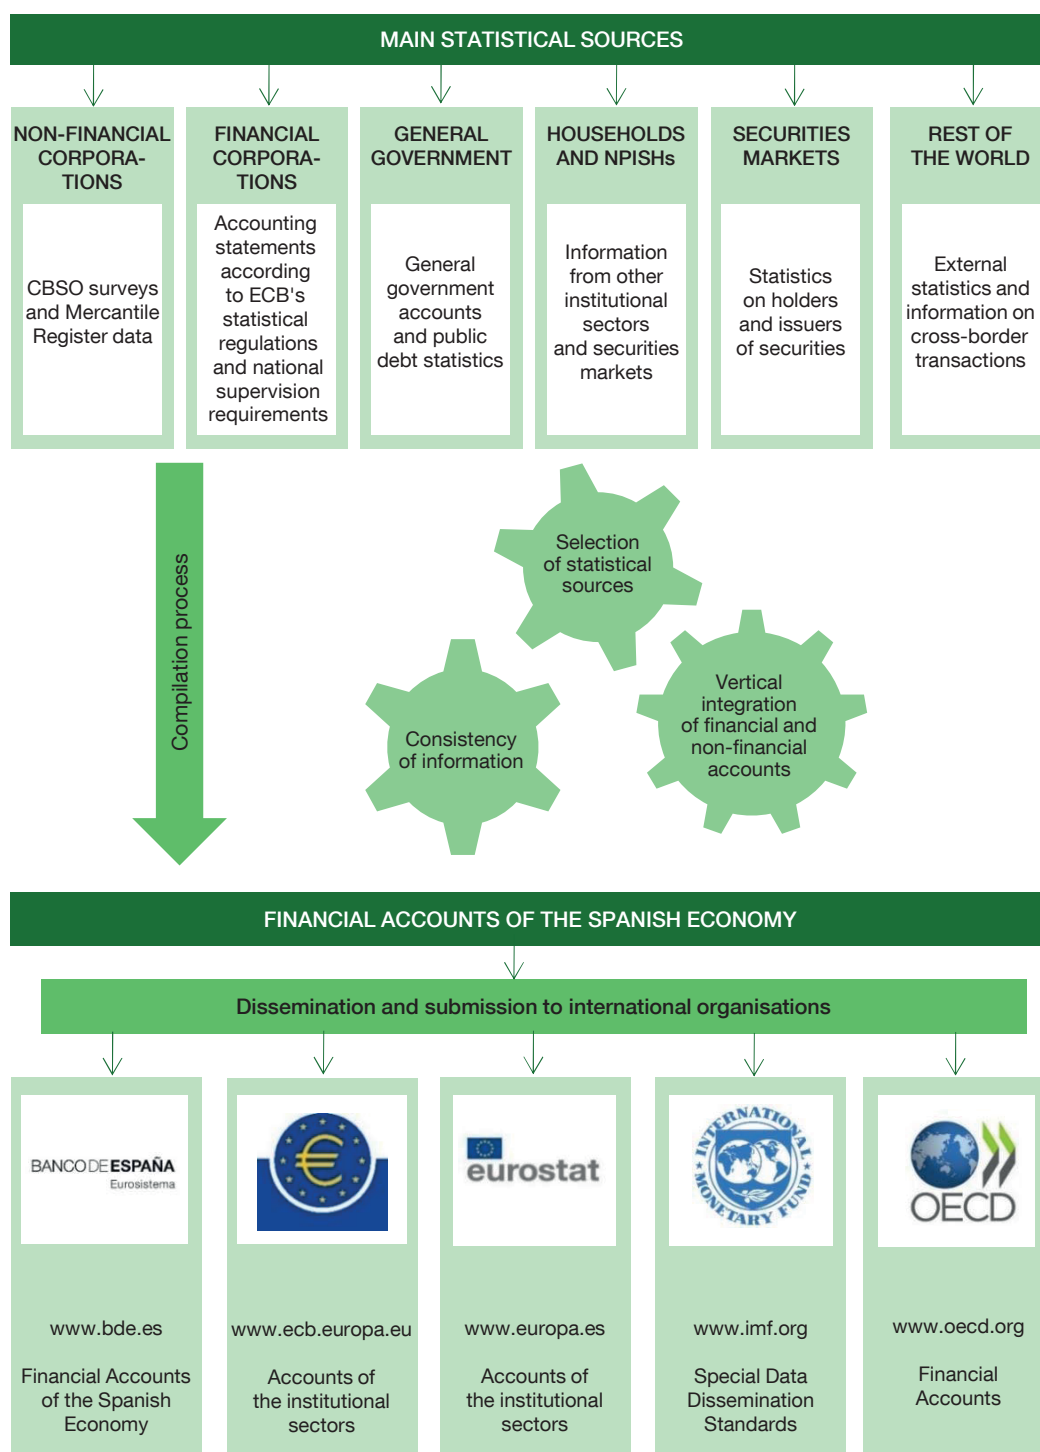 MAIN STATISTICAL SOURCES
NON-FINANCIAL
CORPORA-
TIONS
CBSO surveys
and Mercantile
Register data
FINANCIAL
CORPORA-
TIONS
Accounting
statements
according
to ECB's
statistical
regulations
and national
supervision
requirements
GENERAL
GOVERNMENT
General
government
accounts
and public
debt statistics
HOUSEHOLDS
AND NPISHs
Information
from other
institutional
sectors
and securities
markets
SECURITIES
MARKETS
Statistics
on holders
and issuers
of securities
REST OF
THE WORLD
External
statistics and
information on
cross-border
transactions
Compilation process
Selection
of statistical
sources
Consistency
of information
Vertical
integration
of financial and
non-financial
accounts
FINANCIAL ACCOUNTS OF THE SPANISH ECONOMY
Dissemination and submission to international organisations
BANCO DE ESPAÑA
Eurosistema
www.bde.es
Financial Accounts
of the Spanish
Economy
€
www.ecb.europa.eu
Accounts of
the institutional
sectors
eurostat
www.europa.es
Accounts of
the institutional
sectors
INTERNATIONAL
MONETARY FUND
www.imf.org
Special Data
Dissemination
Standards
OECD
www.oecd.org
Financial
Accounts